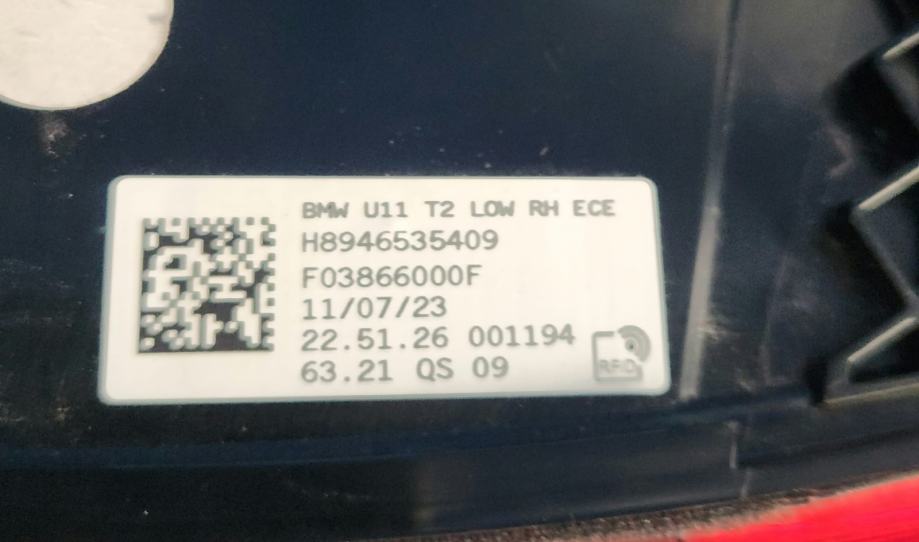 BMW U11 T2 LOW RH ECE
H8946535409
F03866000F
11/07/23
22.51.26 001194
63.21 QS 09
RFID